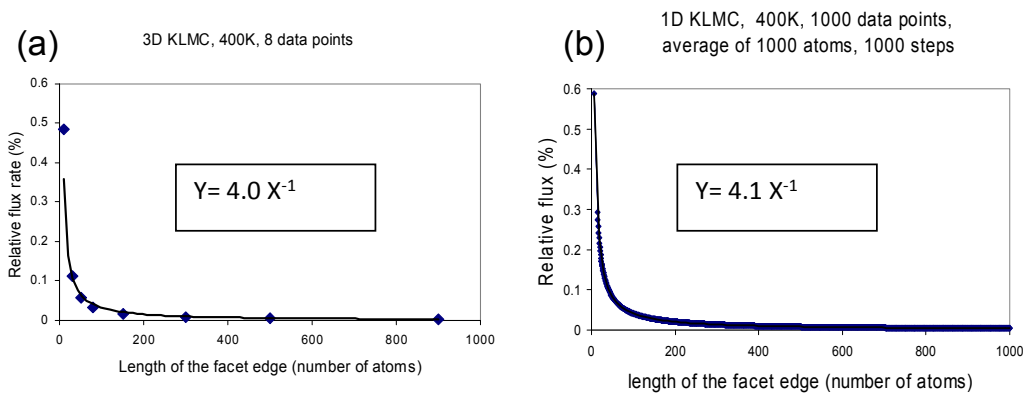 (a)
3D KLMC, 400K, 8 data points
Relative flux rate (%)
0.6
0.5
0.4
0.3
0.2
0.1
0
Y= 4.0 X⁻¹
0 200 400 600 800 1000
Length of the facet edge (number of atoms)
(b)
1D KLMC, 400K, 1000 data points,
average of 1000 atoms, 1000 steps
Relative flux (%)
0.6
0.5
0.4
0.3
0.2
0.1
0
Y= 4.1 X⁻¹
0 200 400 600 800 1000
length of the facet edge (number of atoms)